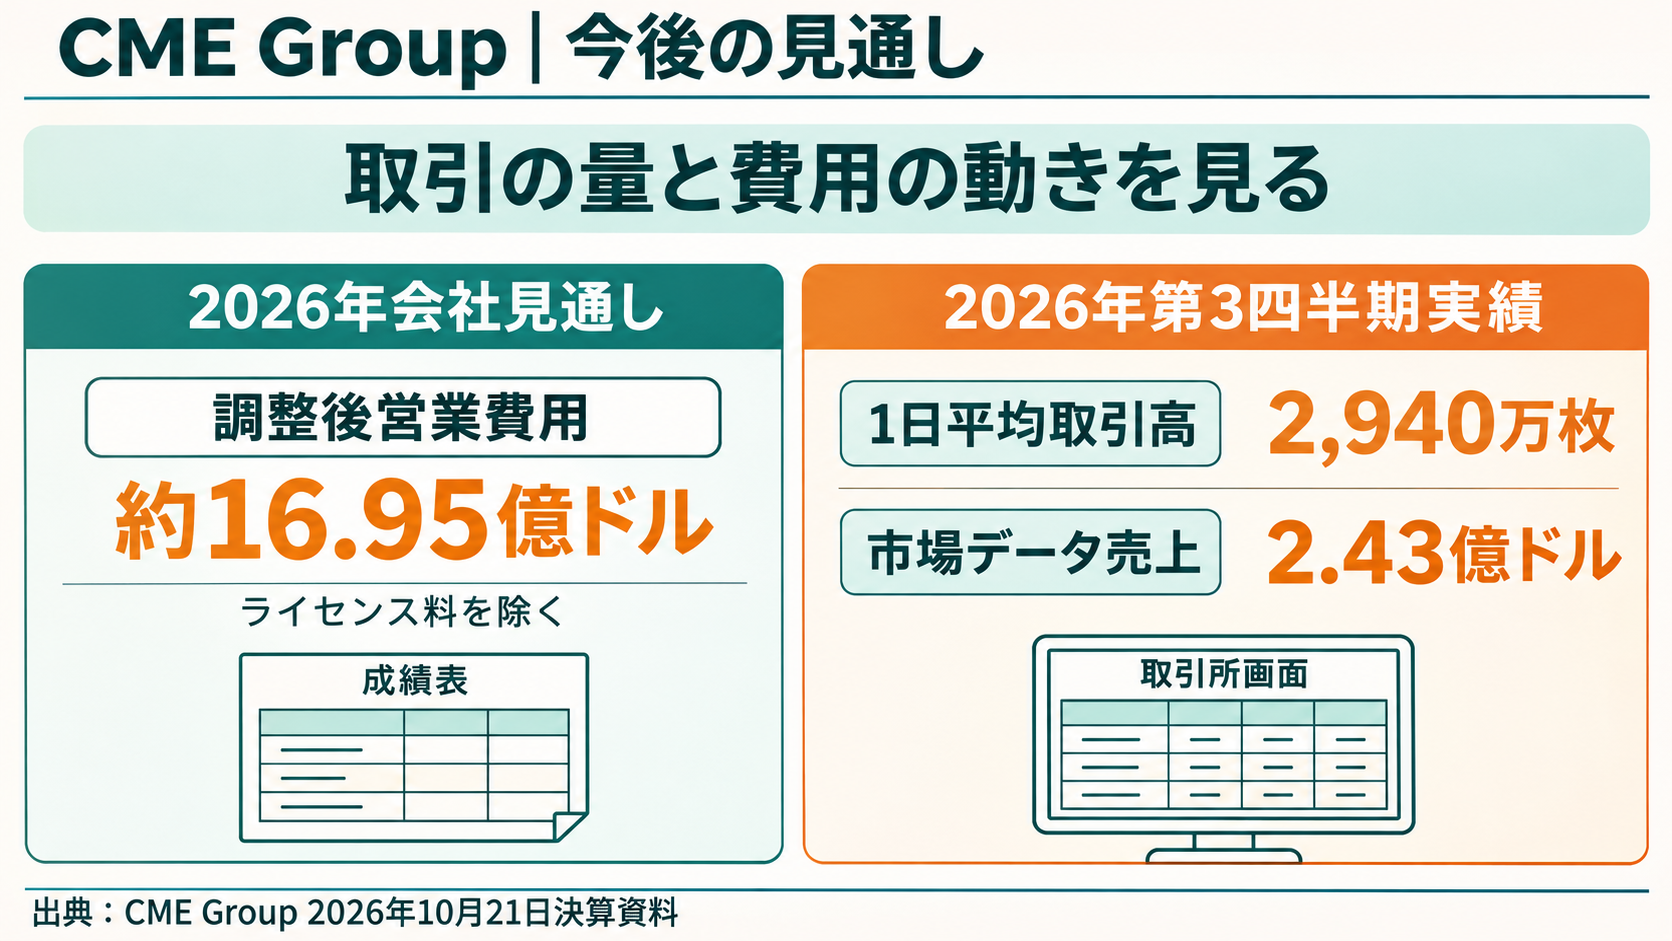 CME Group | 今後の見通し
取引の量と費用の動きを見る
2026年会社見通し
調整後営業費用
約16.95億ドル
ライセンス料を除く
成績表
2026年第3四半期実績
1日平均取引高 2,940万枚
市場データ売上 2.43億ドル
取引所画面
出典：CME Group 2026年10月21日決算資料